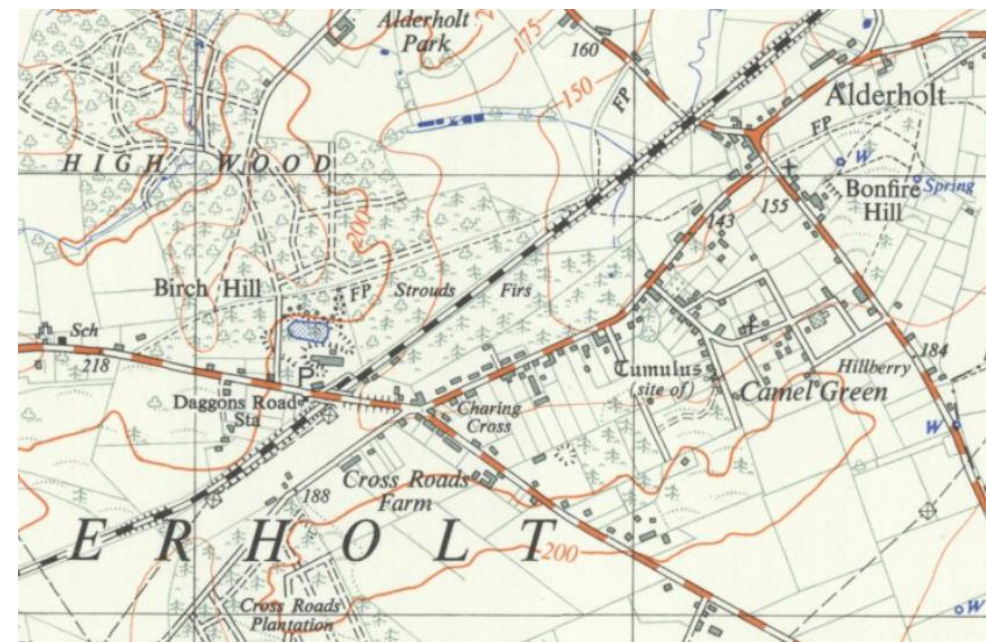 Alderholt
Park
175
160
150
FP
Alderholt
FP
W
Spring
HIGH WOOD
Bonfire
Hill
143
155
200
Birch Hill
FP
Strouds Firs
Sch
218
P
Tumulus
(site of)
Hillberry
184
Camel Green
Daggons Road
Sta
Charing
Cross
W
Cross Roads
Farm
188
ERHOLT
200
Cross Roads
Plantation
W